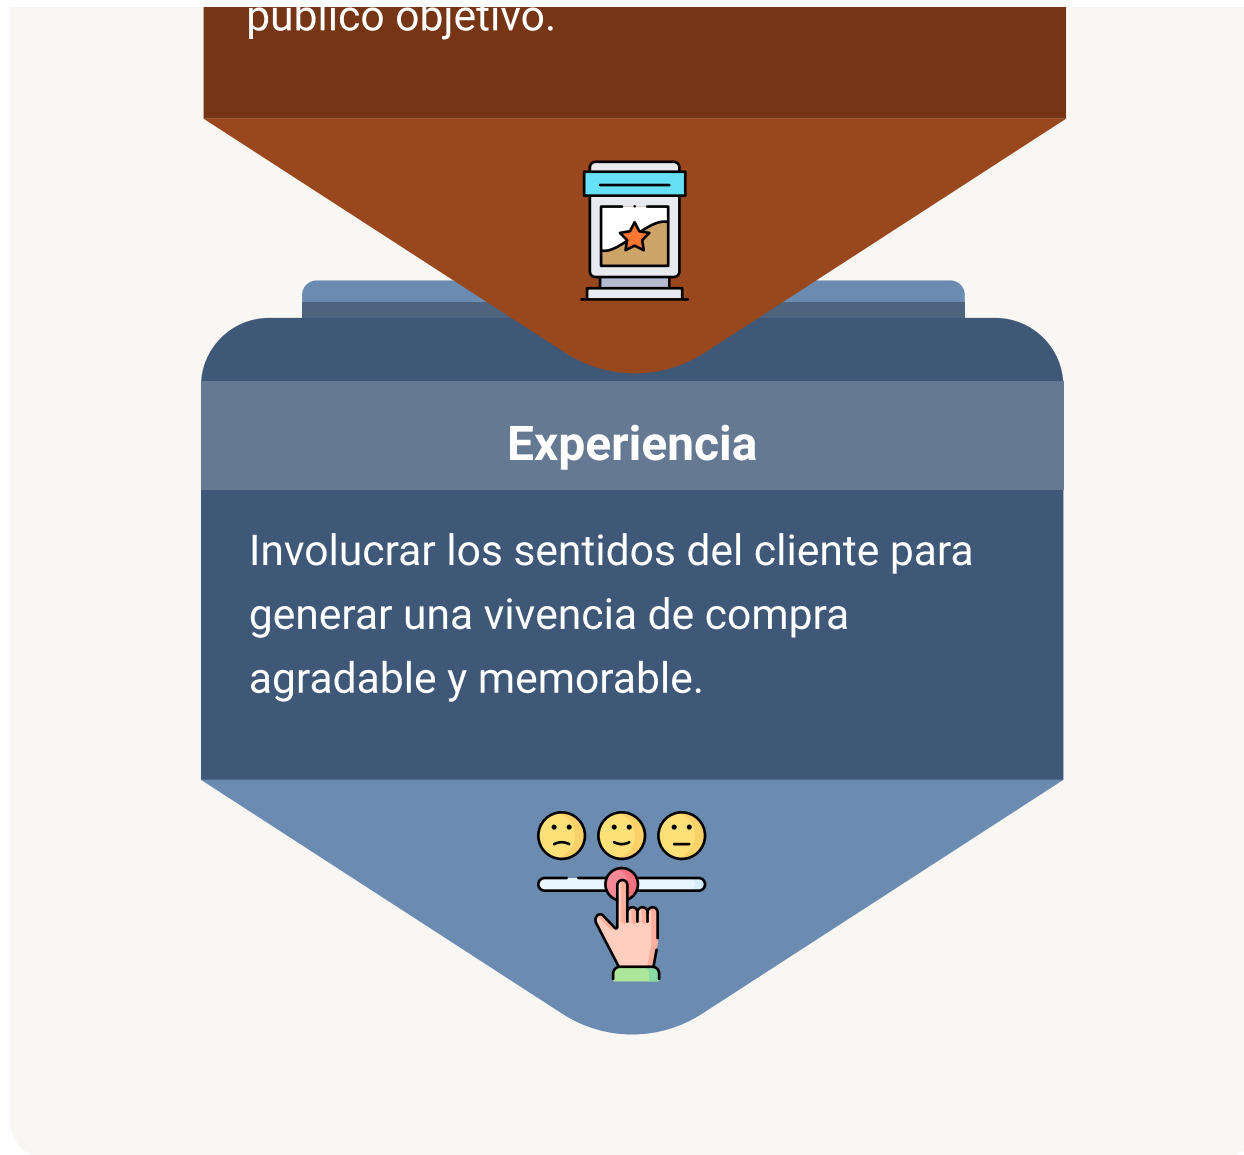 público objetivo.
Experiencia
Involucrar los sentidos del cliente para
generar una vivencia de compra
agradable y memorable.